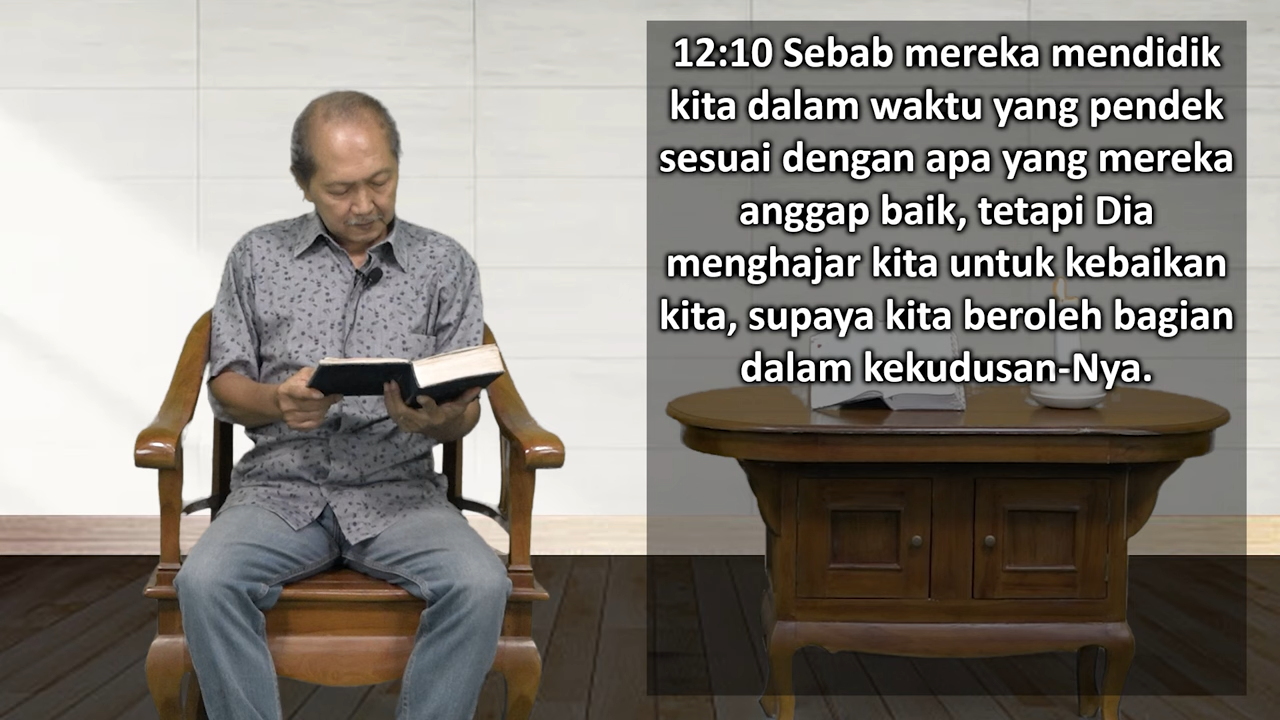 12:10 Sebab mereka mendidik
kita dalam waktu yang pendek
sesuai dengan apa yang mereka
anggap baik, tetapi Dia
menghajar kita untuk kebaikan
kita, supaya kita beroleh bagian
dalam kekudusan-Nya.